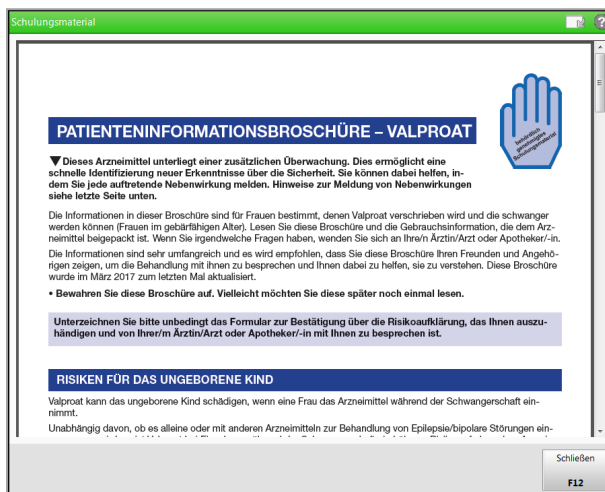 Schulungsmaterial
behördlich
genehmigtes
Schulungsmaterial
PATIENTENINFORMATIONSBROSCHÜRE – VALPROAT
▼Dieses Arzneimittel unterliegt einer zusätzlichen Überwachung. Dies ermöglicht eine
schnelle Identifizierung neuer Erkenntnisse über die Sicherheit. Sie können dabei helfen, in-
dem Sie jede auftretende Nebenwirkung melden. Hinweise zur Meldung von Nebenwirkungen
siehe letzte Seite unten.
Die Informationen in dieser Broschüre sind für Frauen bestimmt, denen Valproat verschrieben wird und die schwanger
werden können (Frauen im gebärfähigen Alter). Lesen Sie diese Broschüre und die Gebrauchsinformation, die dem Arz-
neimittel beigepackt ist. Wenn Sie irgendwelche Fragen haben, wenden Sie sich an Ihre/n Ärztin/Arzt oder Apotheker/-in.
Die Informationen sind sehr umfangreich und es wird empfohlen, dass Sie diese Broschüre Ihren Freunden und Angehö-
rigen zeigen, um die Behandlung mit ihnen zu besprechen und Ihnen dabei zu helfen, sie zu verstehen. Diese Broschüre
wurde im März 2017 zum letzten Mal aktualisiert.
• Bewahren Sie diese Broschüre auf. Vielleicht möchten Sie diese später noch einmal lesen.
Unterzeichnen Sie bitte unbedingt das Formular zur Bestätigung über die Risikoaufklärung, das Ihnen auszu-
händigen und von Ihrer/m Ärztin/Arzt oder Apotheker/-in mit Ihnen zu besprechen ist.
RISIKEN FÜR DAS UNGEBORENE KIND
Valproat kann das ungeborene Kind schädigen, wenn eine Frau das Arzneimittel während der Schwangerschaft ein-
nimmt.
Unabhängig davon, ob es alleine oder mit anderen Arzneimitteln zur Behandlung von Epilepsie/bipolare Störungen ein-
Schließen
F12